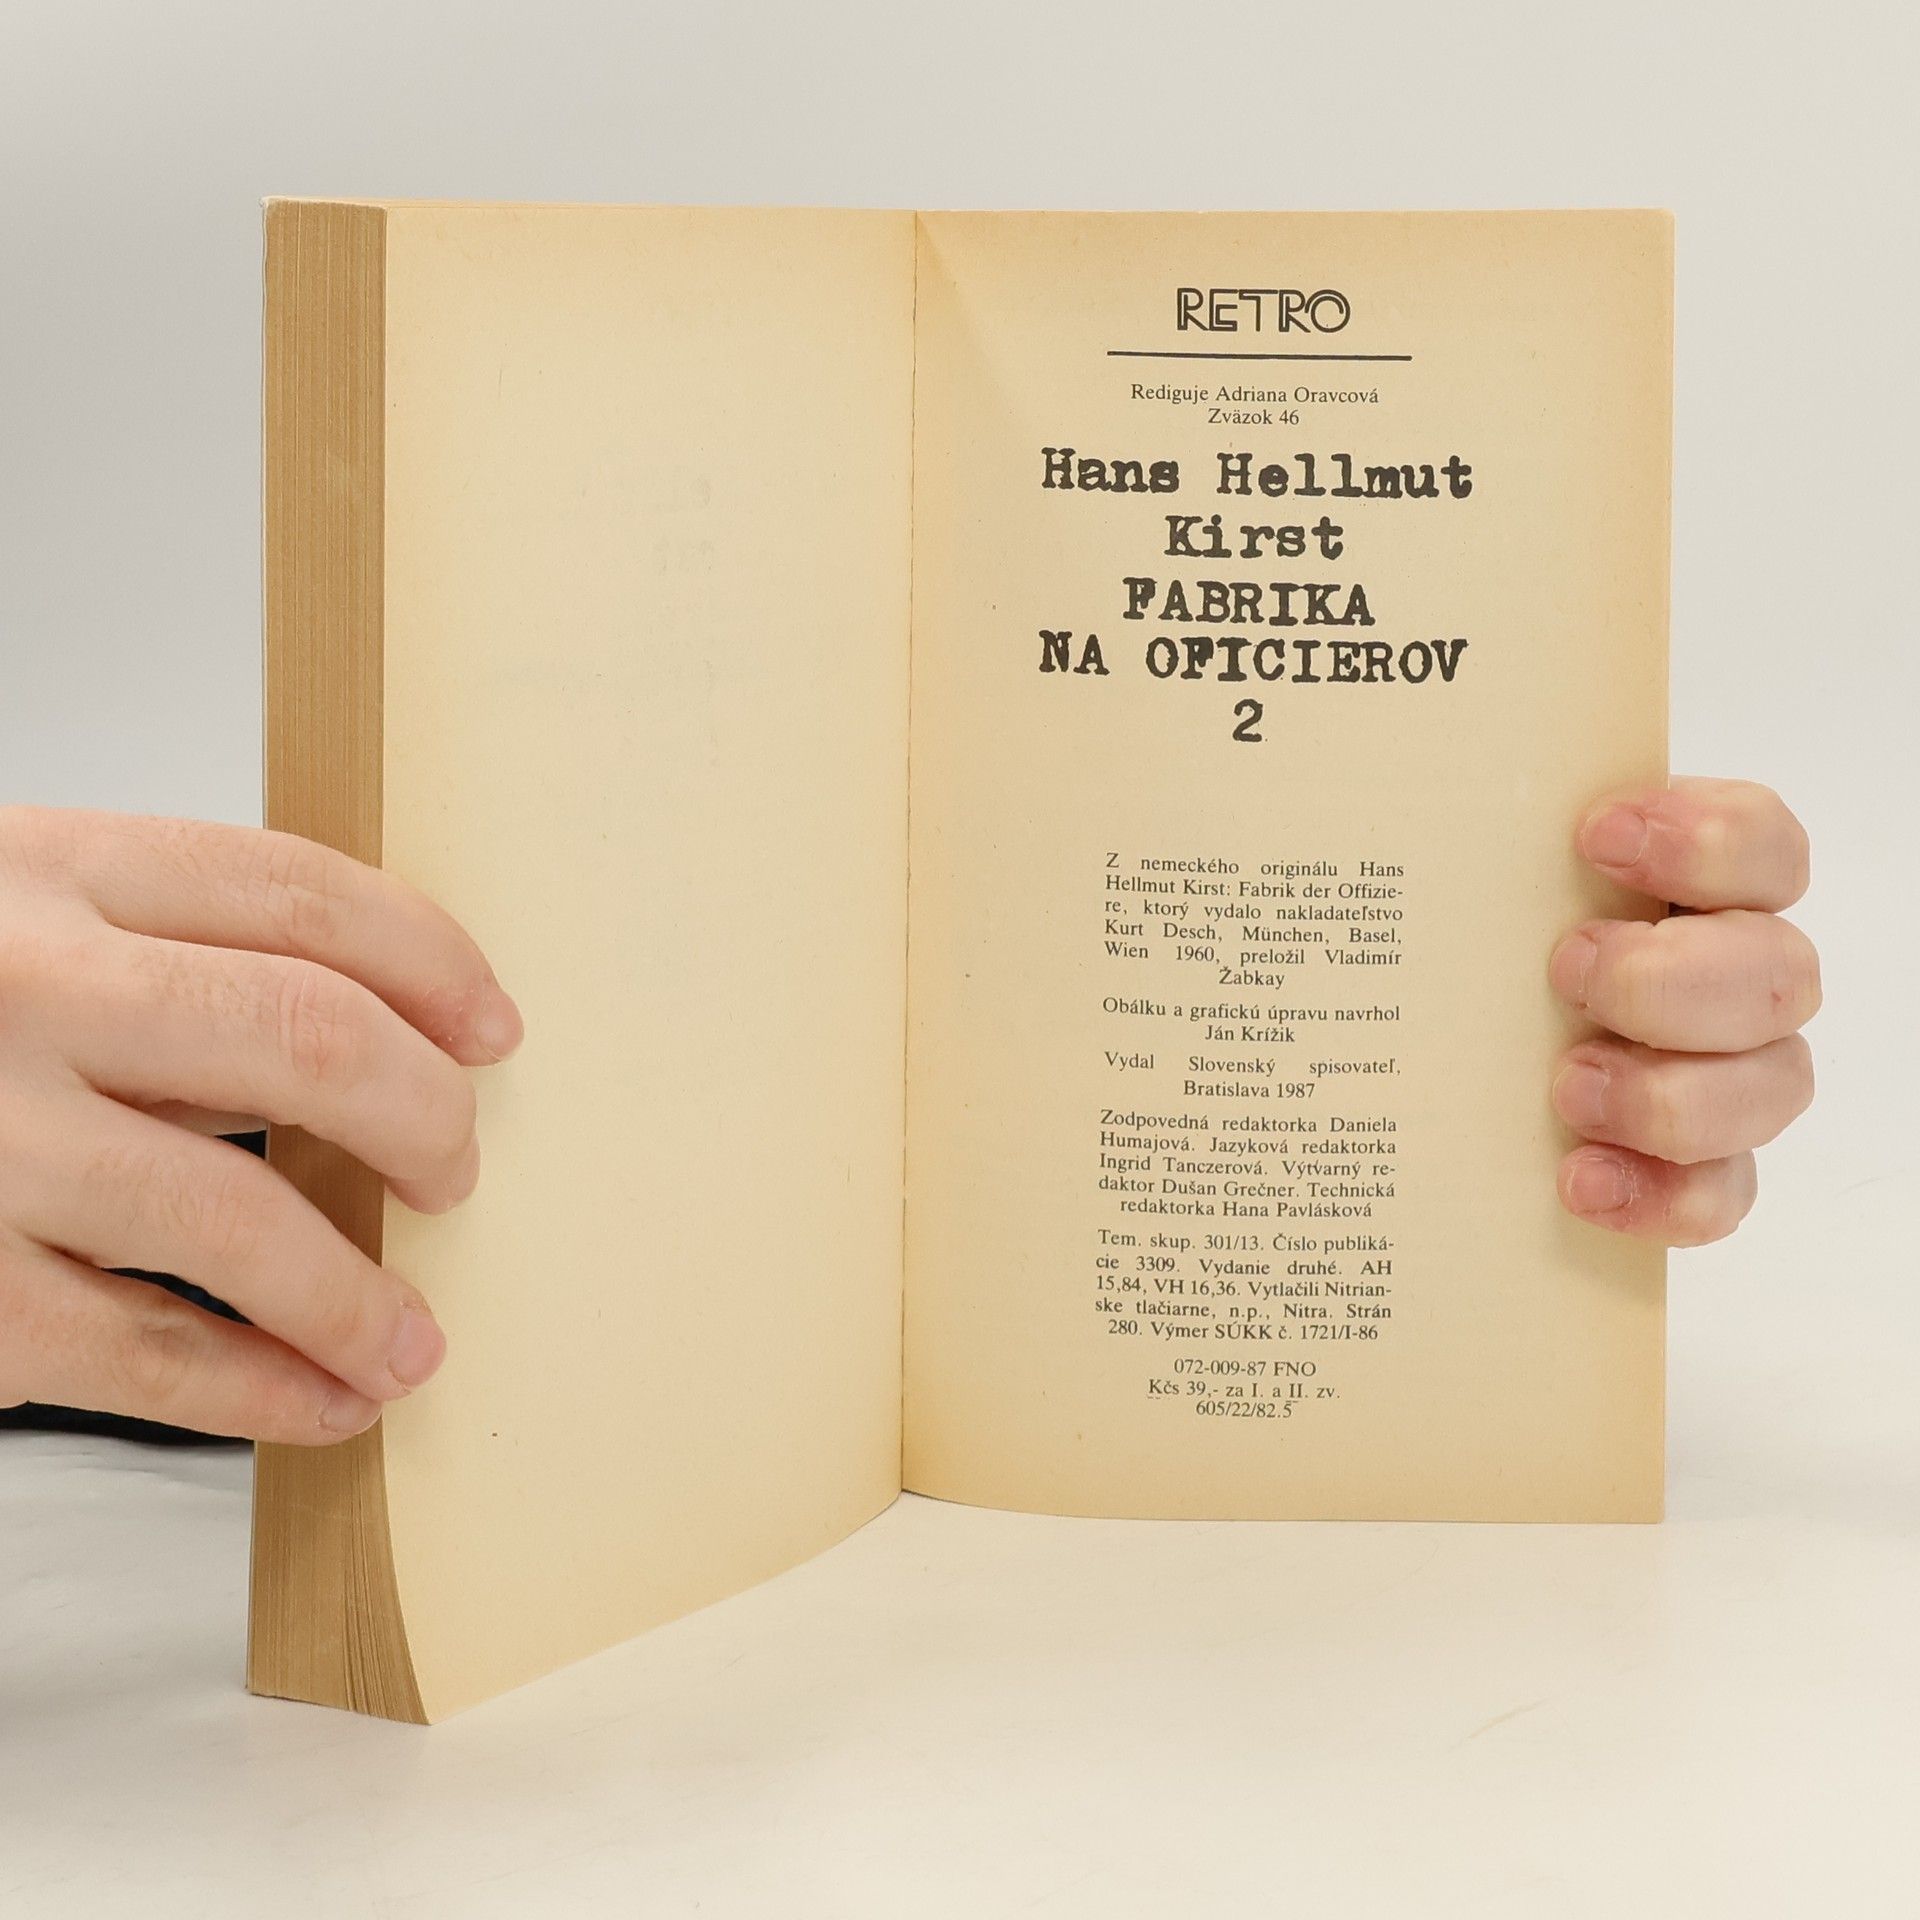 RETRO
Rediguje Adriana Oravcová
Zväzok 46
Hans Hellmut
Kirst
FABRIKA
NA OFICIEROV
2
Z nemeckého originálu Hans
Hellmut Kirst: Fabrik der Offizie-
re, ktorý vydalo nakladateľstvo
Kurt Desch, München, Basel,
Wien 1960, preložil Vladimír
Žabkay
Obálku a grafickú úpravu navrhol
Ján Krížik
Vydal Slovenský spisovateľ,
Bratislava 1987
Zodpovedná redaktorka Daniela
Humajová. Jazyková redaktorka
Ingrid Tanczerová. Výtvarný re-
daktor Dušan Grečner. Technická
redaktorka Hana Pavlásková
Tem. skup. 301/13. Číslo publiká-
cie 3309. Vydanie druhé. AH
15,84, VH 16,36. Vytlačili Nitrian-
ske tlačiarne, n.p., Nitra. Strán
280. Výmer SÚKK č. 1721/I-86
072-009-87 FNO
Kčs 39,- za I. a II. zv.
605/22/82.5